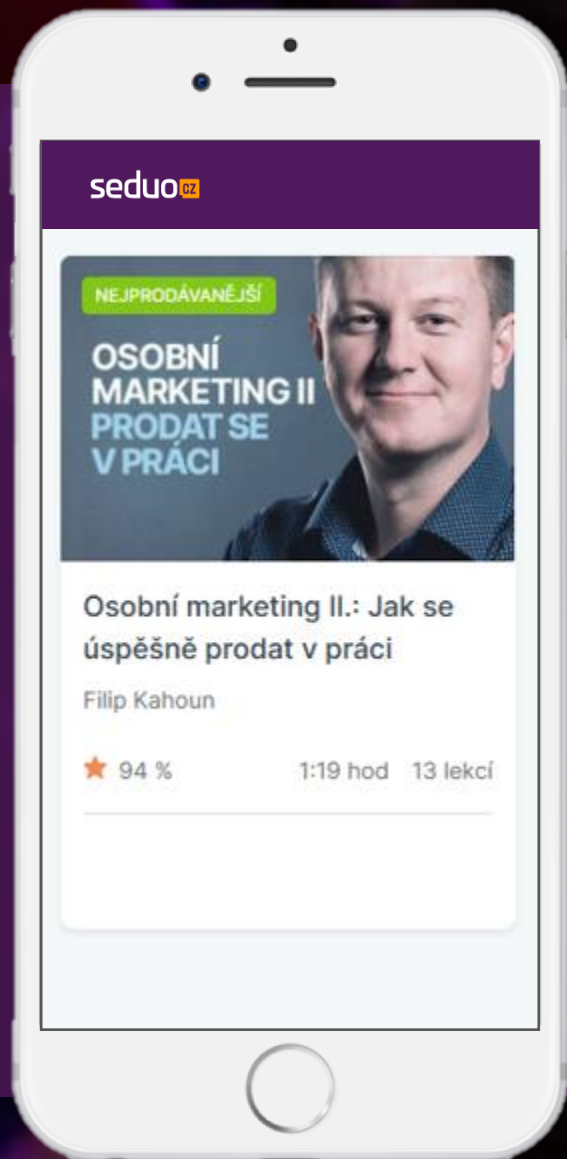 seduo CZ
NEJPRODÁVANĚJŠÍ
OSOBNÍ
MARKETING II
PRODAT SE
V PRÁCI
Osobní marketing II.: Jak se
úspěšně prodat v práci
Filip Kahoun
94 % 1:19 hod 13 lekcí